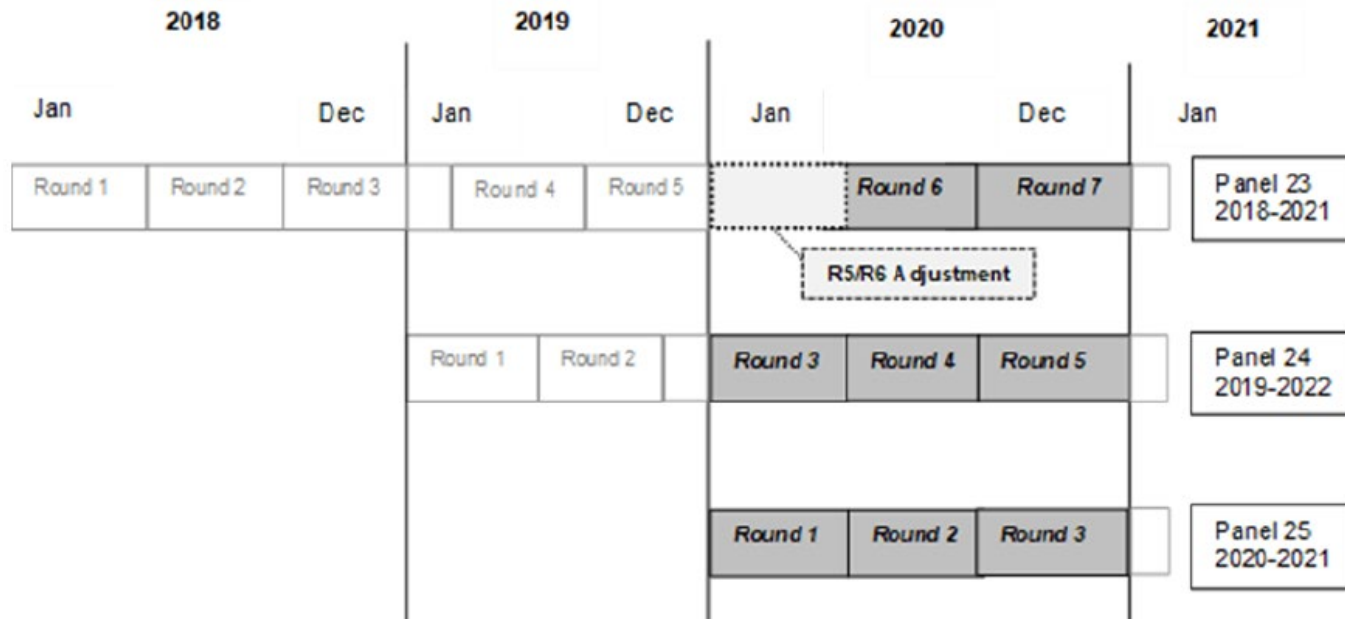 2018 2019 2020 2021
Jan Dec Jan Dec Jan Dec Jan
Round 1 Round 2 Round 3 Round 4 Round 5 Round 6 Round 7 Panel 23
2018-2021
R5/R6 A djustment
Round 1 Round 2 Round 3 Round 4 Round 5 Panel 24
2019-2022
Round 1 Round 2 Round 3 Panel 25
2020-2021